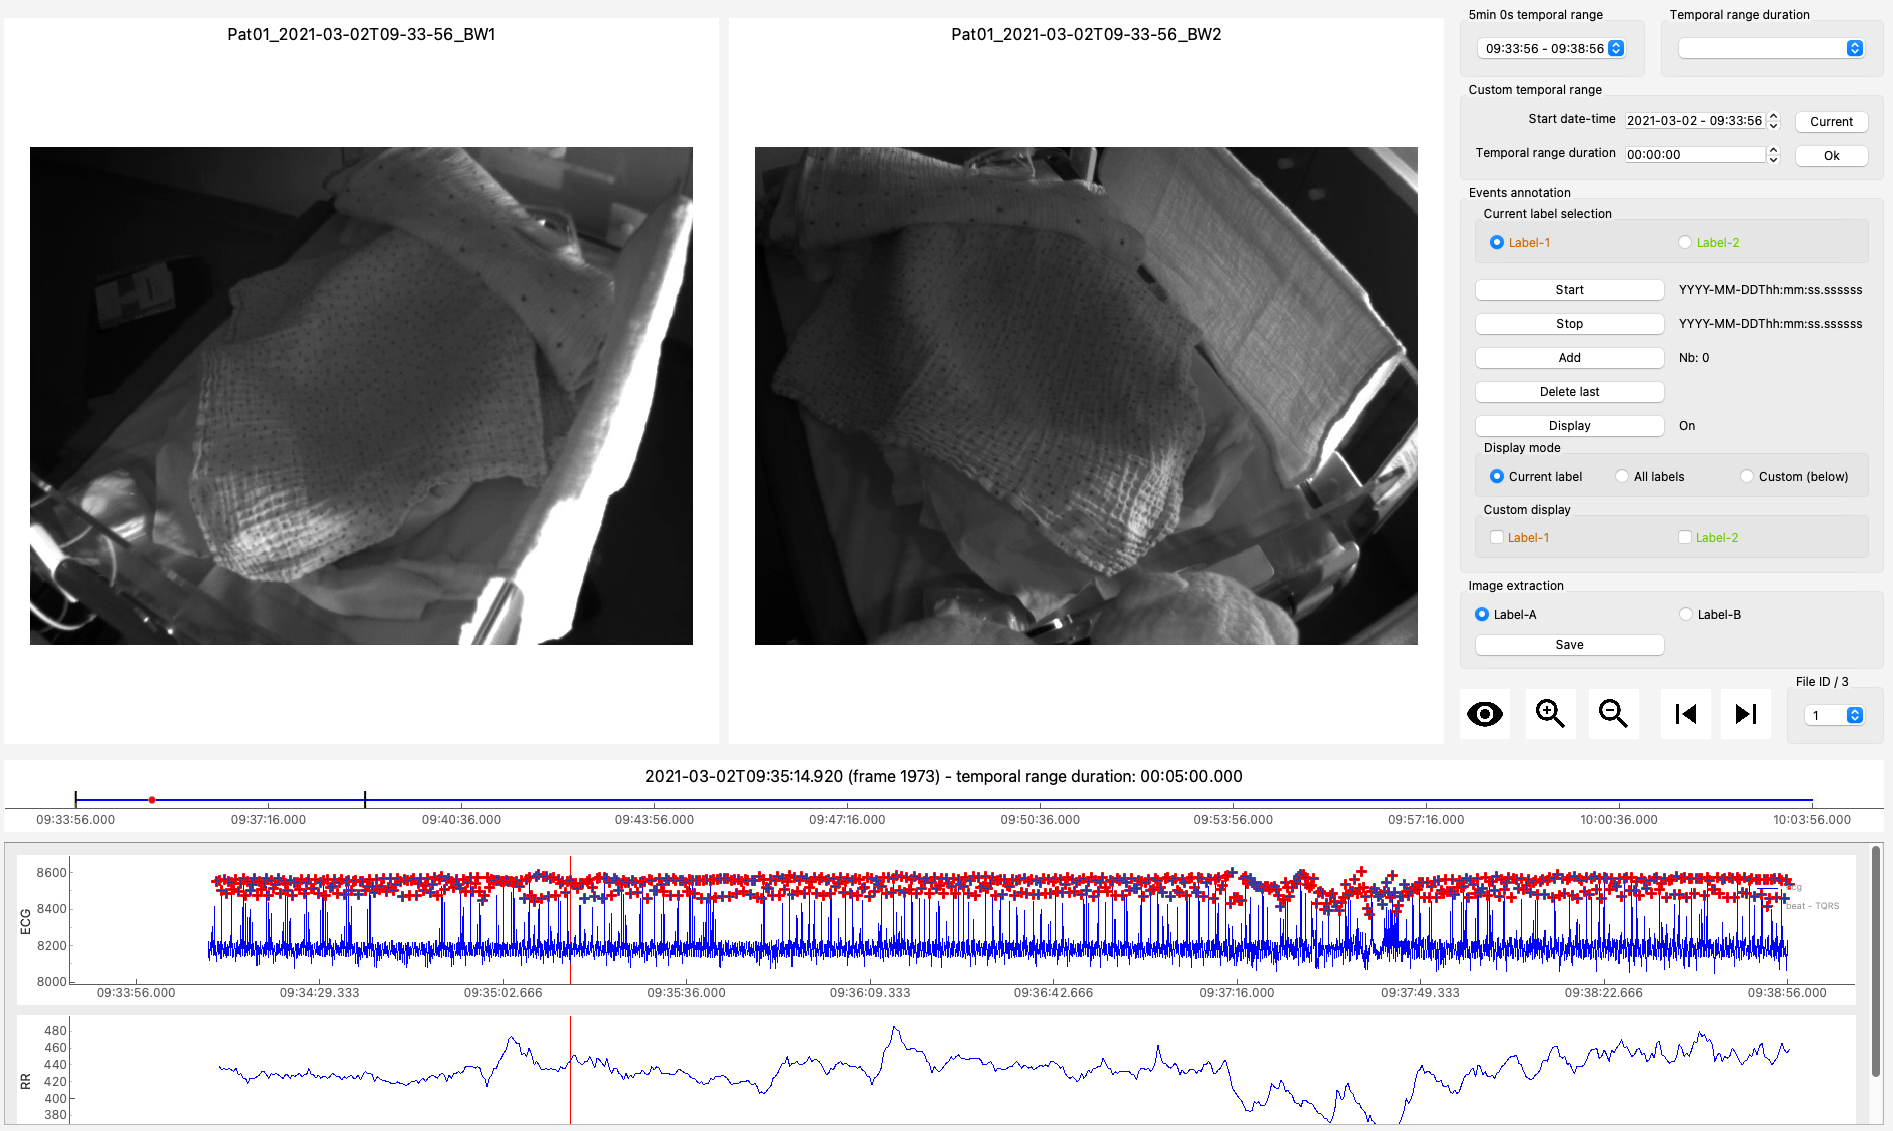 Pat01_2021-03-02T09-33-56_BW1
Pat01_2021-03-02T09-33-56_BW2
5min 0s temporal range
Temporal range duration
09:33:56 - 09:38:56
Custom temporal range
Start date-time 2021-03-02 - 09:33:56 Current
Temporal range duration 00:00:00 Ok
Events annotation
Current label selection
Label-1 Label-2
Start YYYY-MM-DDThh:mm:ss.ssssss
Stop YYYY-MM-DDThh:mm:ss.ssssss
Add Nb: 0
Delete last
Display On
Display mode
Current label All labels Custom (below)
Custom display
Label-1 Label-2
Image extraction
Label-A Label-B
Save
File ID / 3
1
2021-03-02T09:35:14.920 (frame 1973) - temporal range duration: 00:05:00.000
09:33:56.000 09:37:16.000 09:40:36.000 09:43:56.000 09:47:16.000 09:50:36.000 09:53:56.000 09:57:16.000 10:00:36.000 10:03:56.000
ECG
8600
8400
8200
8000
beat - TQRS
09:33:56.000 09:34:29.333 09:35:02.666 09:35:36.000 09:36:09.333 09:36:42.666 09:37:16.000 09:37:49.333 09:38:22.666 09:38:56.000
RR
480
460
440
420
400
380